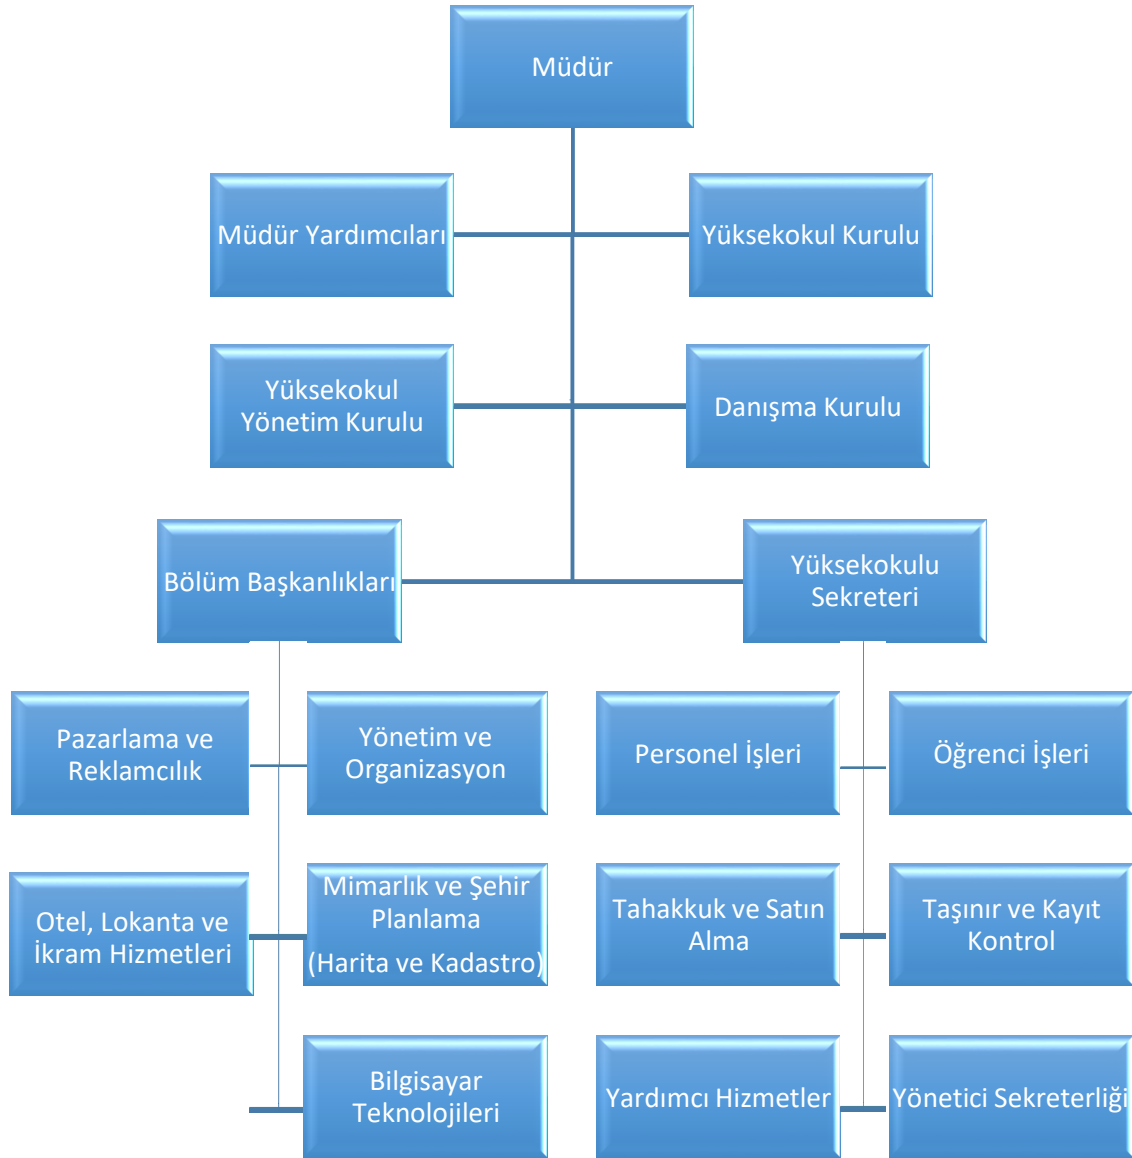 Müdür
Müdür Yardımcıları
Yüksekokul Kurulu
Yüksekokul
Yönetim Kurulu
Danışma Kurulu
Bölüm Başkanlıkları
Yüksekokulu
Sekreteri
Pazarlama ve
Reklamcılık
Yönetim ve
Organizasyon
Personel İşleri
Öğrenci İşleri
Otel, Lokanta ve
İkram Hizmetleri
Mimarlık ve Şehir
Planlama
(Harita ve Kadastro)
Tahakkuk ve Satın
Alma
Taşınır ve Kayıt
Kontrol
Bilgisayar
Teknolojileri
Yardımcı Hizmetler
Yönetici Sekreterliği